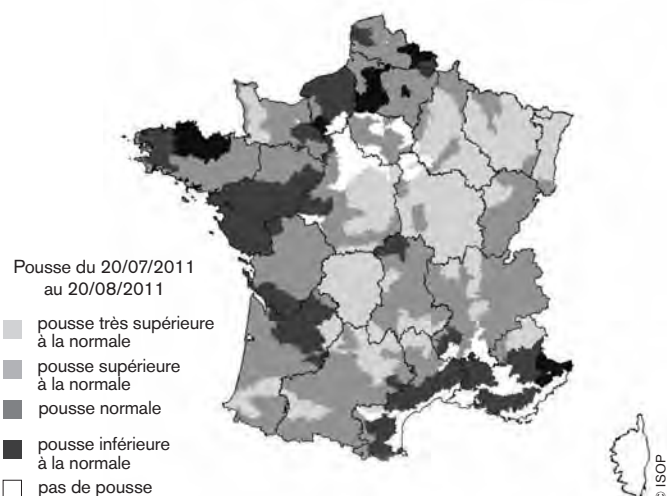 Pousse du 20/07/2011
au 20/08/2011
pousse très supérieure
à la normale
pousse supérieure
à la normale
pousse normale
pousse inférieure
à la normale
pas de pousse
© ISOP